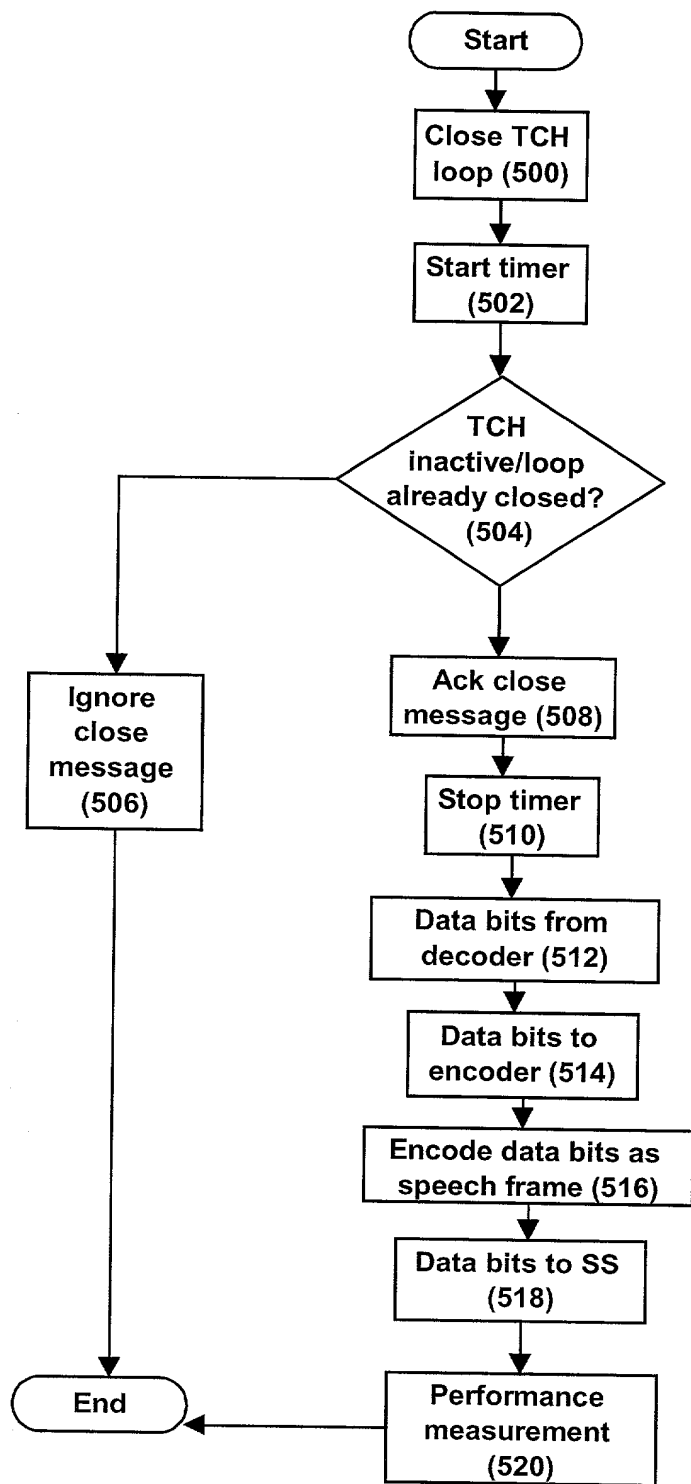 Start
Close TCH
loop (500)
Start timer
(502)
TCH
inactive/loop
already closed?
(504)
Ignore
close
message
(506)
Ack close
message (508)
Stop timer
(510)
Data bits from
decoder (512)
Data bits to
encoder (514)
Encode data bits as
speech frame (516)
Data bits to SS
(518)
End
Performance
measurement
(520)